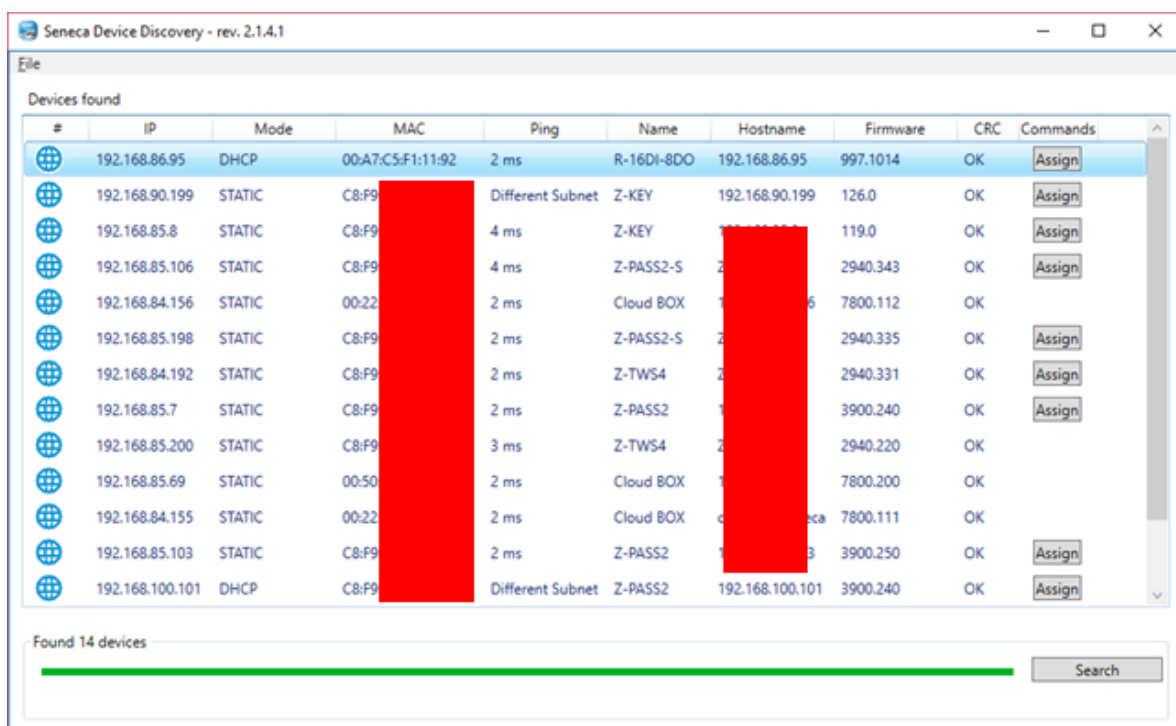 Seneca Device Discovery - rev. 2.1.4.1
File
Devices found
# IP Mode MAC Ping Name Hostname Firmware CRC Commands
192.168.86.95 DHCP 00:A7:C5:F1:11:92 2 ms R-16DI-8DO 192.168.86.95 997.1014 OK Assign
192.168.90.199 STATIC C8:F9 Different Subnet Z-KEY 192.168.90.199 126.0 OK Assign
192.168.85.8 STATIC C8:F9 4 ms Z-KEY 119.0 OK Assign
192.168.85.106 STATIC C8:F9 4 ms Z-PASS2-S 2940.343 OK Assign
192.168.84.156 STATIC 00:22 2 ms Cloud BOX 1 6 7800.112 OK
192.168.85.198 STATIC C8:F9 2 ms Z-PASS2-S 2940.335 OK Assign
192.168.84.192 STATIC C8:F9 2 ms Z-TWS4 2940.331 OK Assign
192.168.85.7 STATIC C8:F9 2 ms Z-PASS2 1 3900.240 OK Assign
192.168.85.200 STATIC C8:F9 3 ms Z-TWS4 2940.220 OK
192.168.85.69 STATIC 00:50 2 ms Cloud BOX 1 7800.200 OK
192.168.84.155 STATIC 00:22 2 ms Cloud BOX eca 7800.111 OK
192.168.85.103 STATIC C8:F9 2 ms Z-PASS2 1 3 3900.250 OK Assign
192.168.100.101 DHCP C8:F9 Different Subnet Z-PASS2 192.168.100.101 3900.240 OK Assign
Found 14 devices
Search